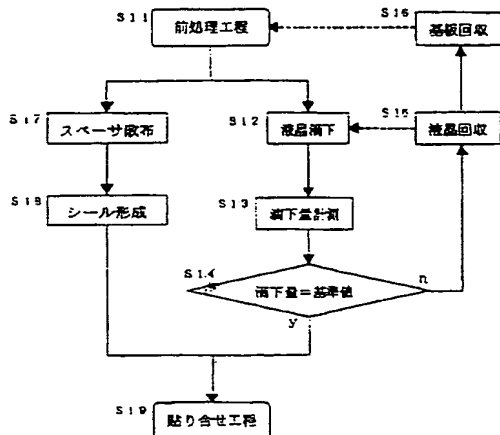 S11
前処理工程
S16
基板回収
S17
スペーサ散布
S12
液晶滴下
S15
液晶回収
S18
シール形成
S13
滴下量計測
S14
滴下量=基準値
n
y
S19
貼り合せ工程